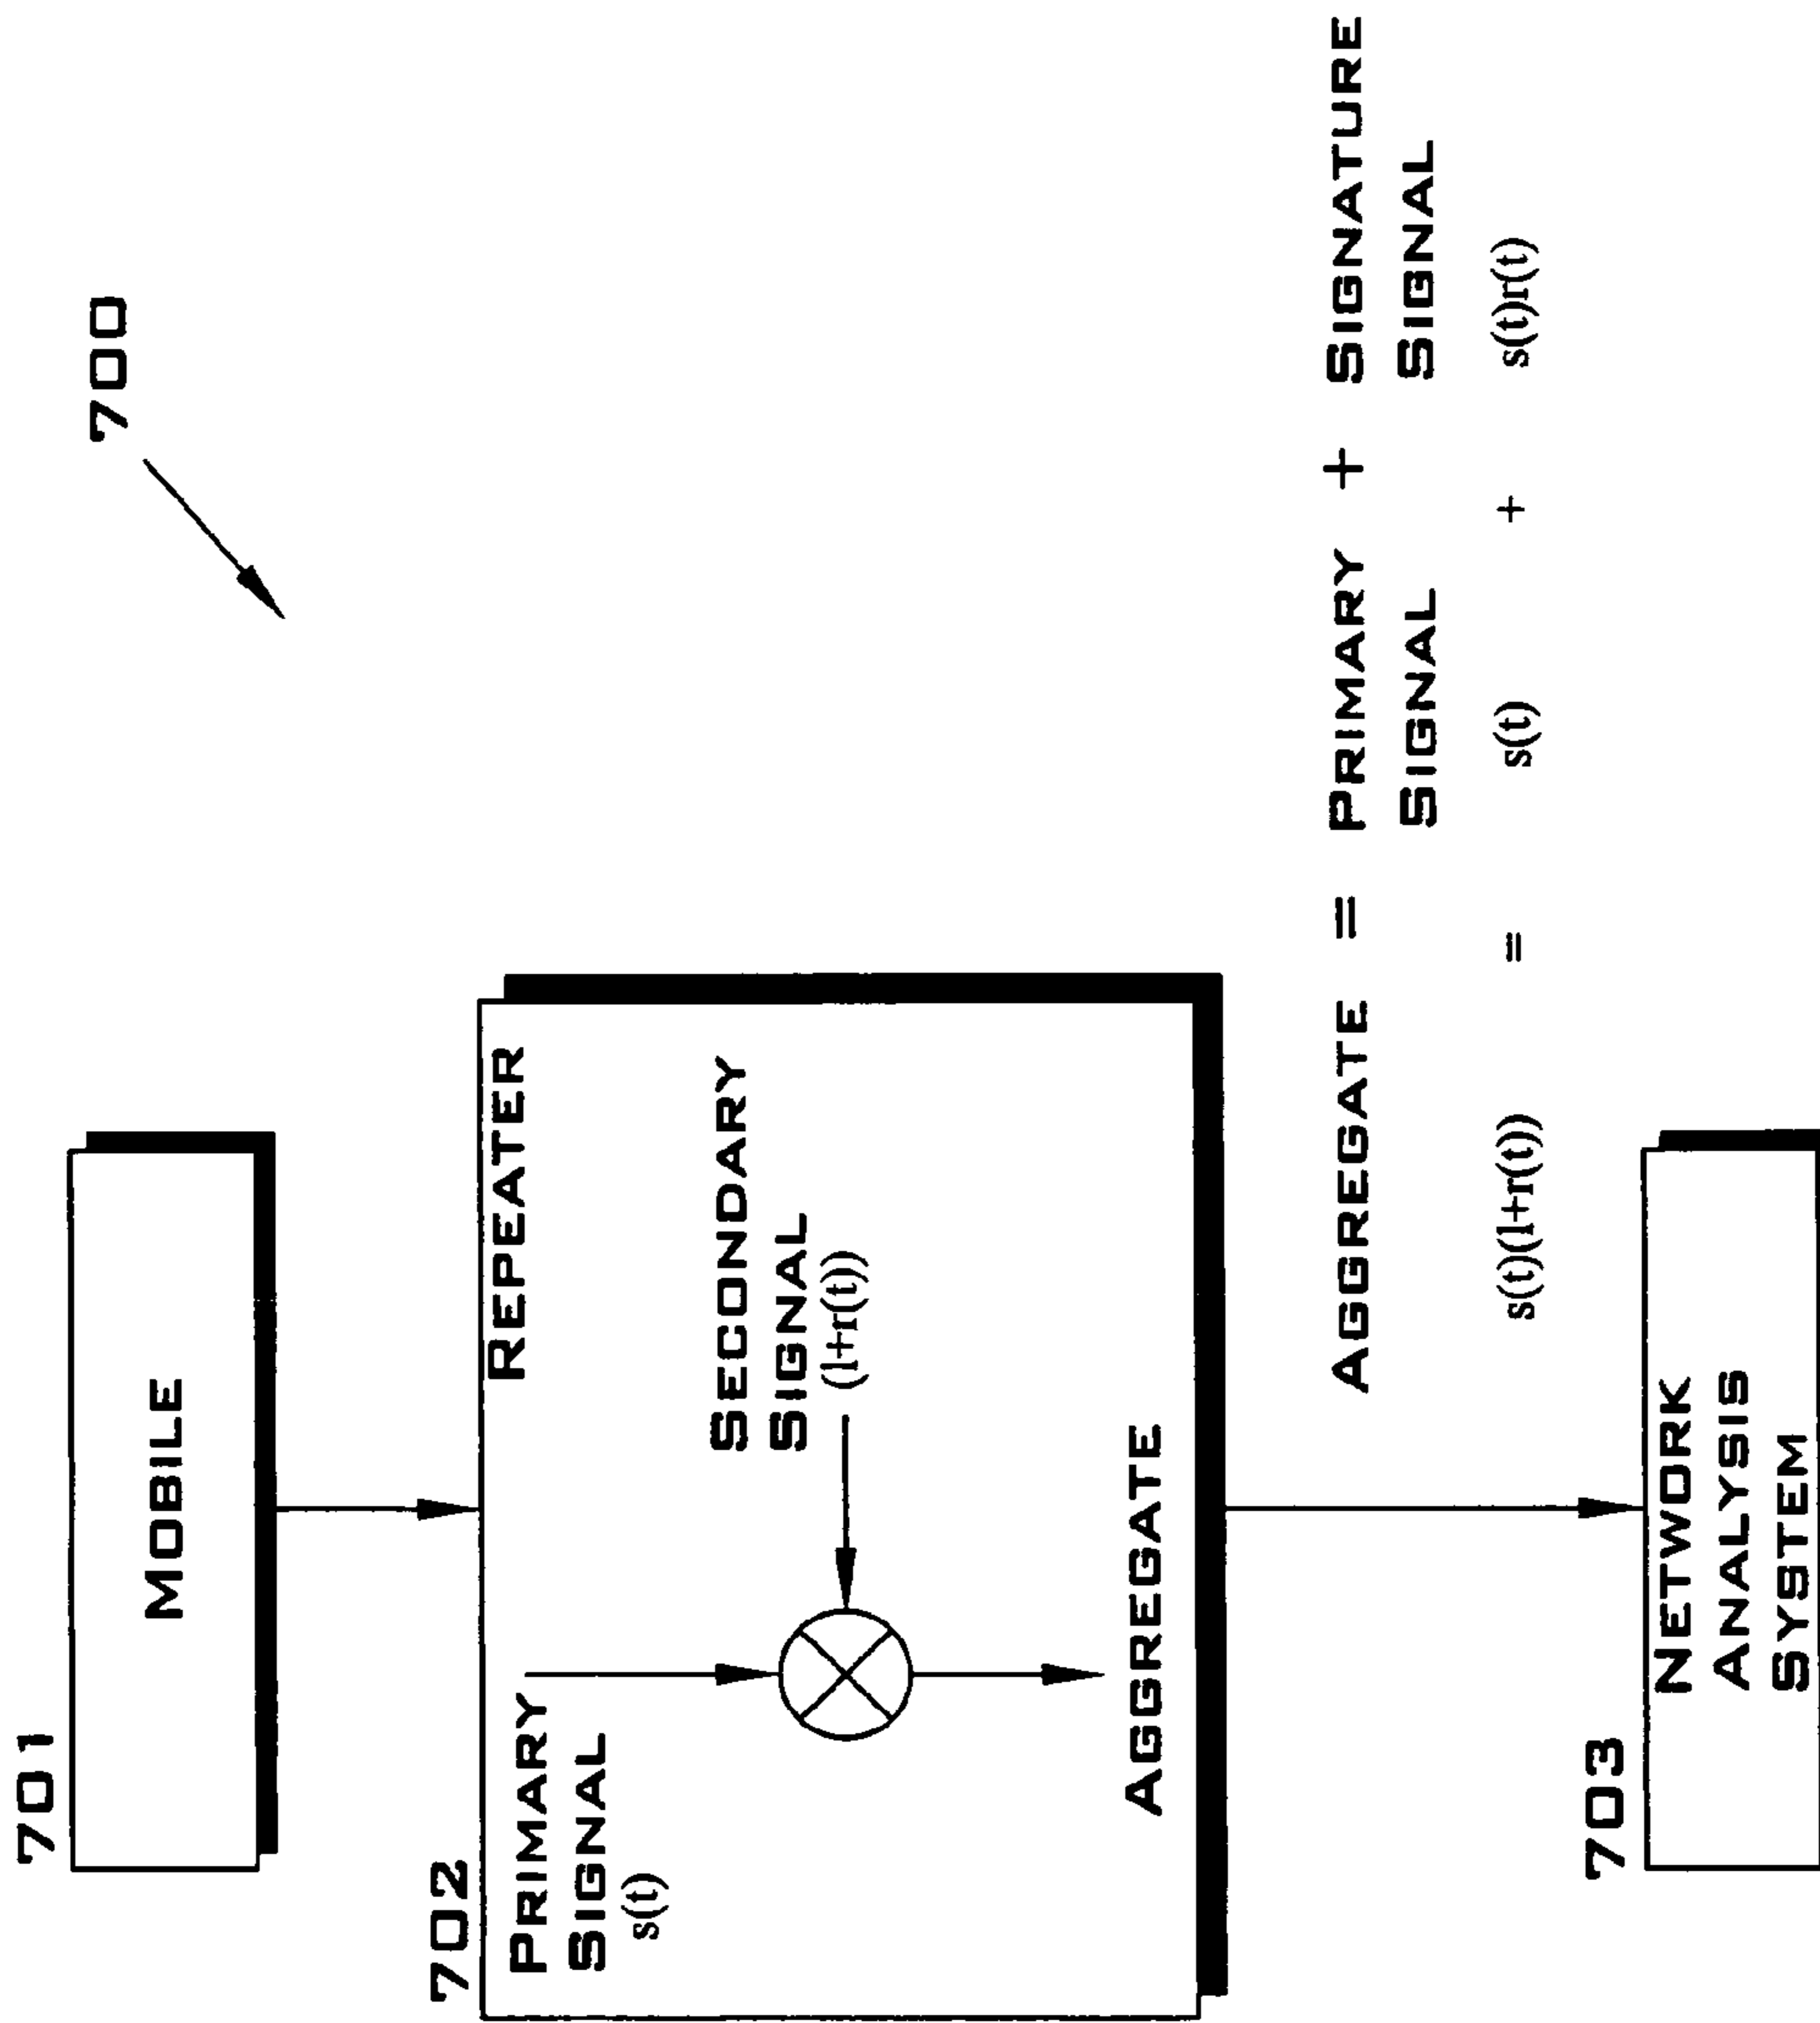 700
701
MOBILE
702
REPEATER
PRIMARY
SIGNAL
s(t)
SECONDARY
SIGNAL
(1+r(t))
AGGREGATE
AGGREGATE = PRIMARY + SIGNATURE
SIGNAL SIGNAL
s(t)(1+r(t)) = s(t) + s(t)r(t)
703
NETWORK
ANALYSIS
SYSTEM